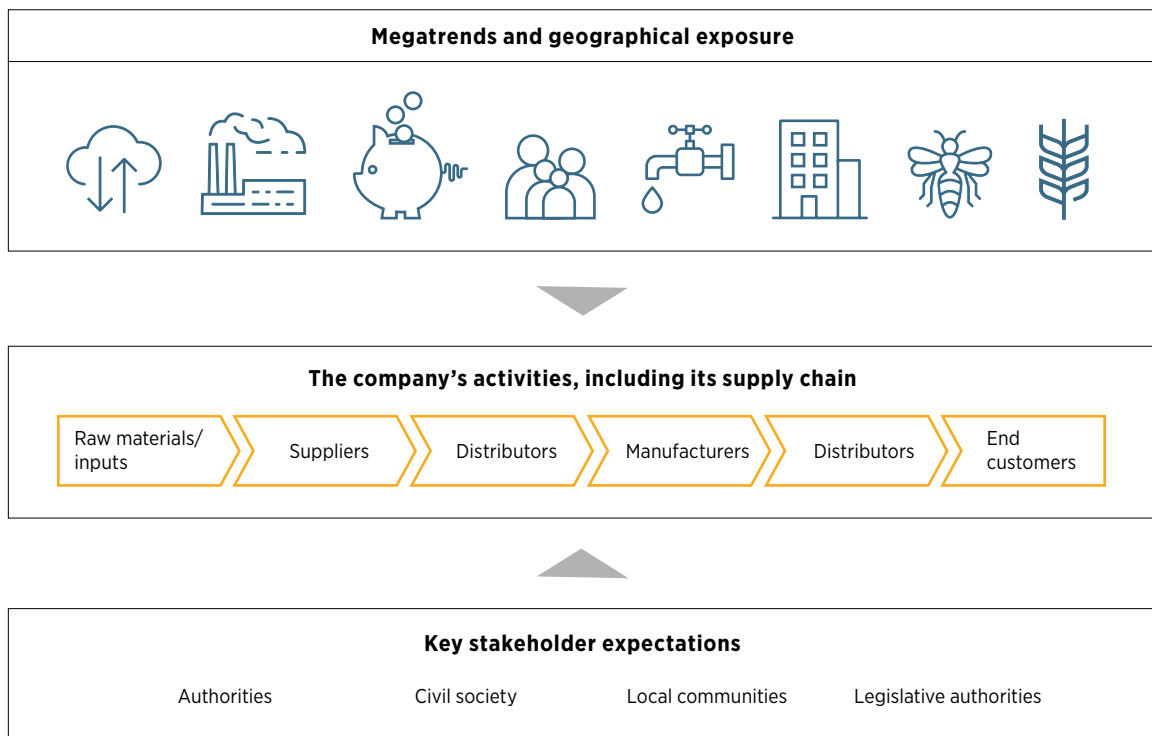 Megatrends and geographical exposure
The company’s activities, including its supply chain
Raw materials/
inputs
Suppliers
Distributors
Manufacturers
Distributors
End
customers
Key stakeholder expectations
Authorities
Civil society
Local communities
Legislative authorities